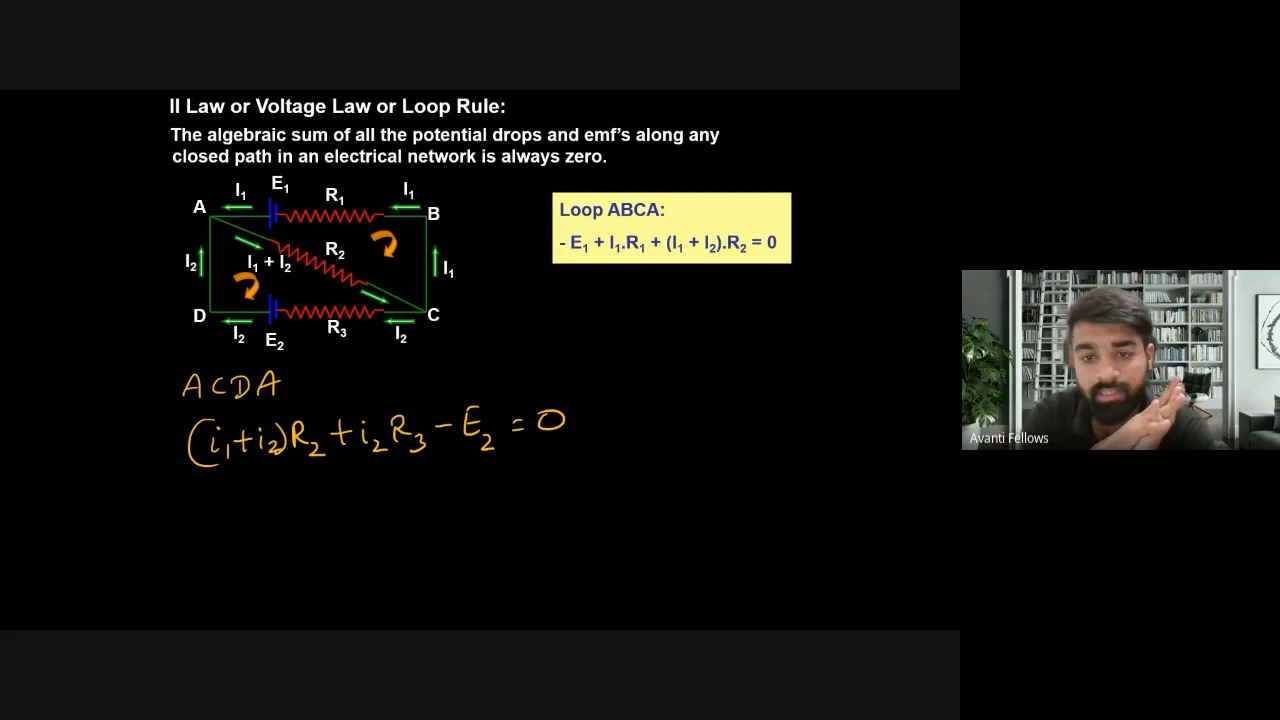 II Law or Voltage Law or Loop Rule:
The algebraic sum of all the potential drops and emf's along any
closed path in an electrical network is always zero.
I₁ E₁ R₁ I₁
A B
Loop ABCA:
- E₁ + I₁.R₁ + (I₁ + I₂).R₂ = 0
R₂
I₂ I₁ + I₂ I₁
D C
R₃
I₂ E₂ I₂
ACDA
(i₁+i₂)R₂+i₂R₃-E₂=0
Avanti Fellows